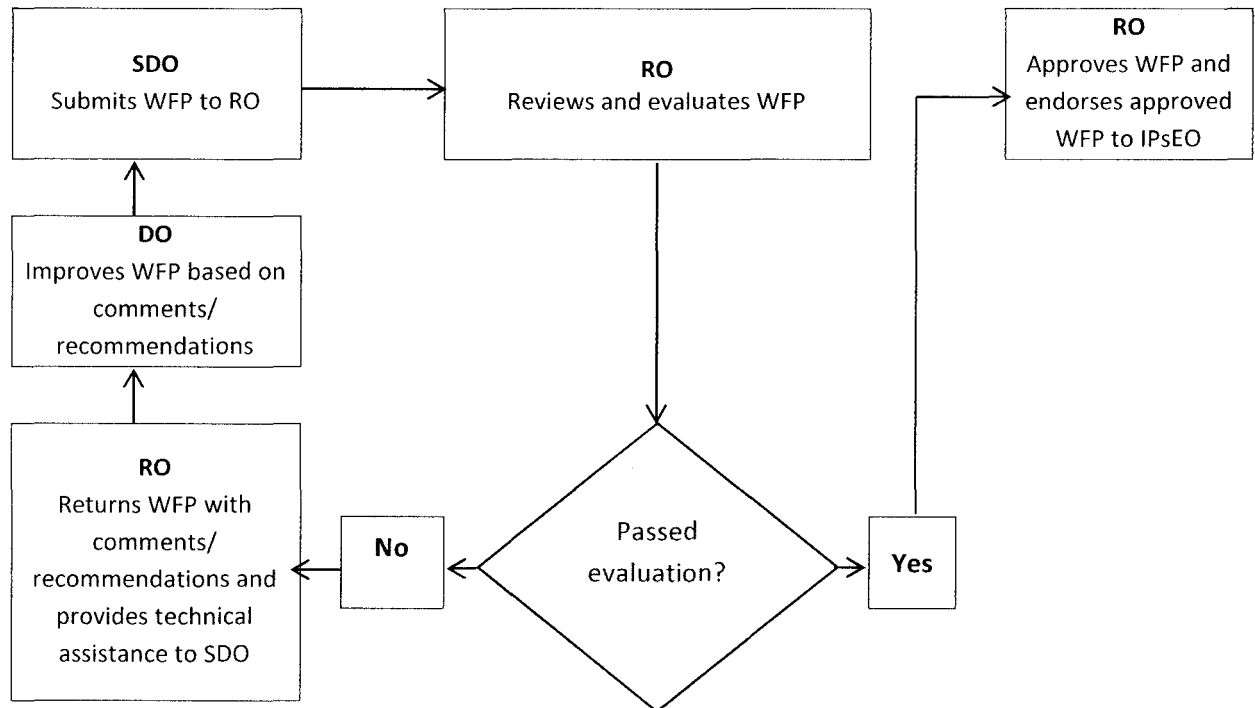 SDO
Submits WFP to RO
RO
Reviews and evaluates WFP
RO
Approves WFP and
endorses approved
WFP to IPsEO
DO
Improves WFP based on
comments/
recommendations
RO
Returns WFP with
comments/
recommendations and
provides technical
assistance to SDO
No
Passed
evaluation?
Yes